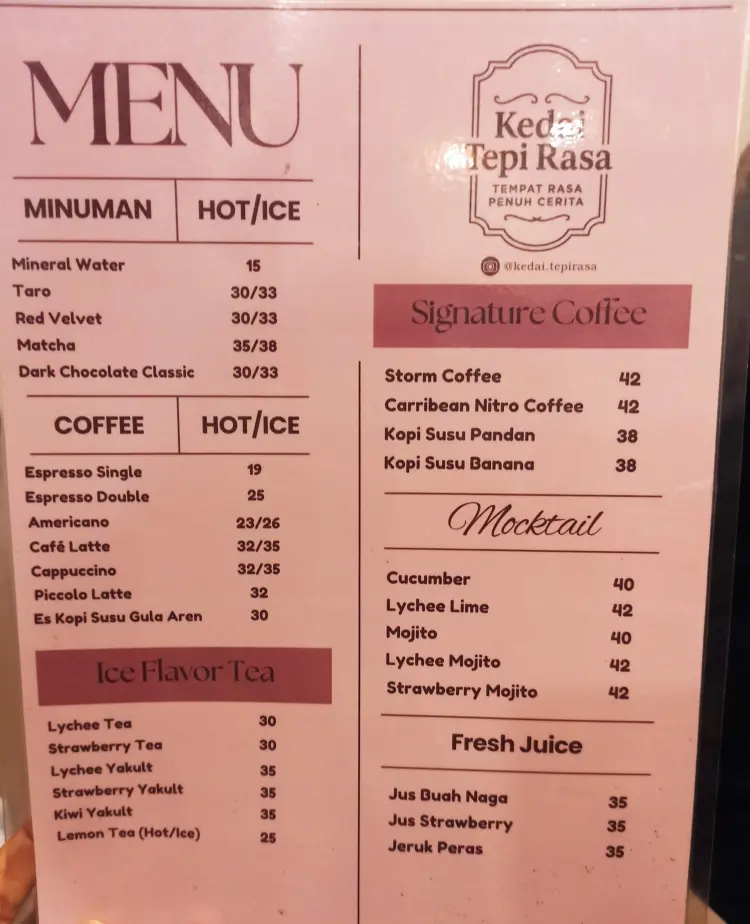 MENU
MINUMAN HOT/ICE
Mineral Water 15
Taro 30/33
Red Velvet 30/33
Matcha 35/38
Dark Chocolate Classic 30/33
COFFEE HOT/ICE
Espresso Single 19
Espresso Double 25
Americano 23/26
Café Latte 32/35
Cappuccino 32/35
Piccolo Latte 32
Es Kopi Susu Gula Aren 30
Ice Flavor Tea
Lychee Tea 30
Strawberry Tea 30
Lychee Yakult 35
Strawberry Yakult 35
Kiwi Yakult 35
Lemon Tea (Hot/Ice) 25
Kedai
Tepi Rasa
TEMPAT RASA
PENUH CERITA
@kedai.tepirasa
Signature Coffee
Storm Coffee 42
Carribean Nitro Coffee 42
Kopi Susu Pandan 38
Kopi Susu Banana 38
Mocktail
Cucumber 40
Lychee Lime 42
Mojito 40
Lychee Mojito 42
Strawberry Mojito 42
Fresh Juice
Jus Buah Naga 35
Jus Strawberry 35
Jeruk Peras 35